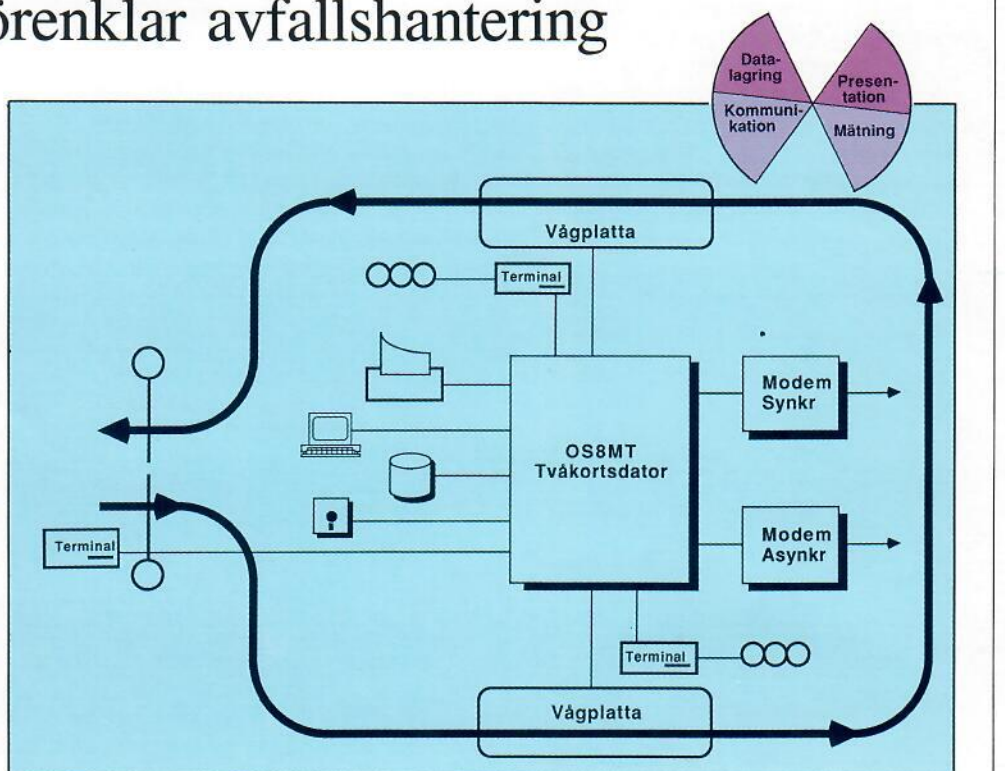 örenklar avfallshantering
Data-
lagring
Presen-
tation
Kommuni-
kation
Mätning
Vågplatta
Terminal
Modem
Synkr
OS8MT
Tvåkortsdator
Modem
Asynkr
Terminal
Terminal
Vågplatta